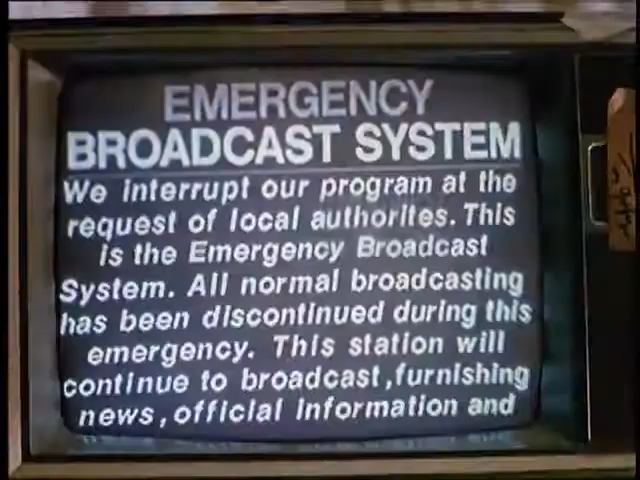 EMERGENCY
BROADCAST SYSTEM
We interrupt our program at the
request of local authorites. This
is the Emergency Broadcast
System. All normal broadcasting
has been discontinued during this
emergency. This station will
continue to broadcast,furnishing
news, official information and